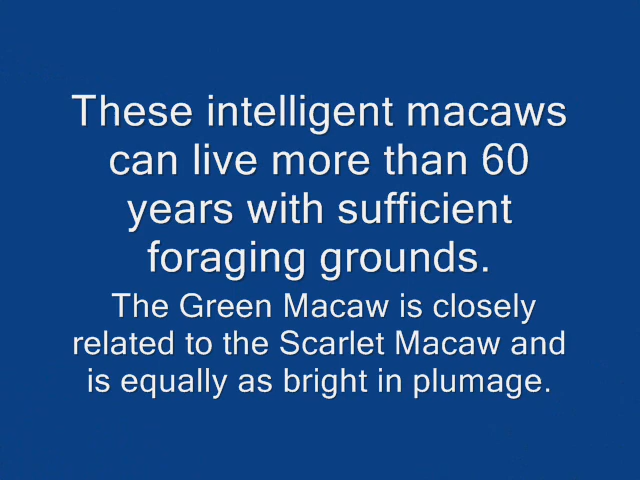 These intelligent macaws
can live more than 60
years with sufficient
foraging grounds.
The Green Macaw is closely
related to the Scarlet Macaw and
is equally as bright in plumage.